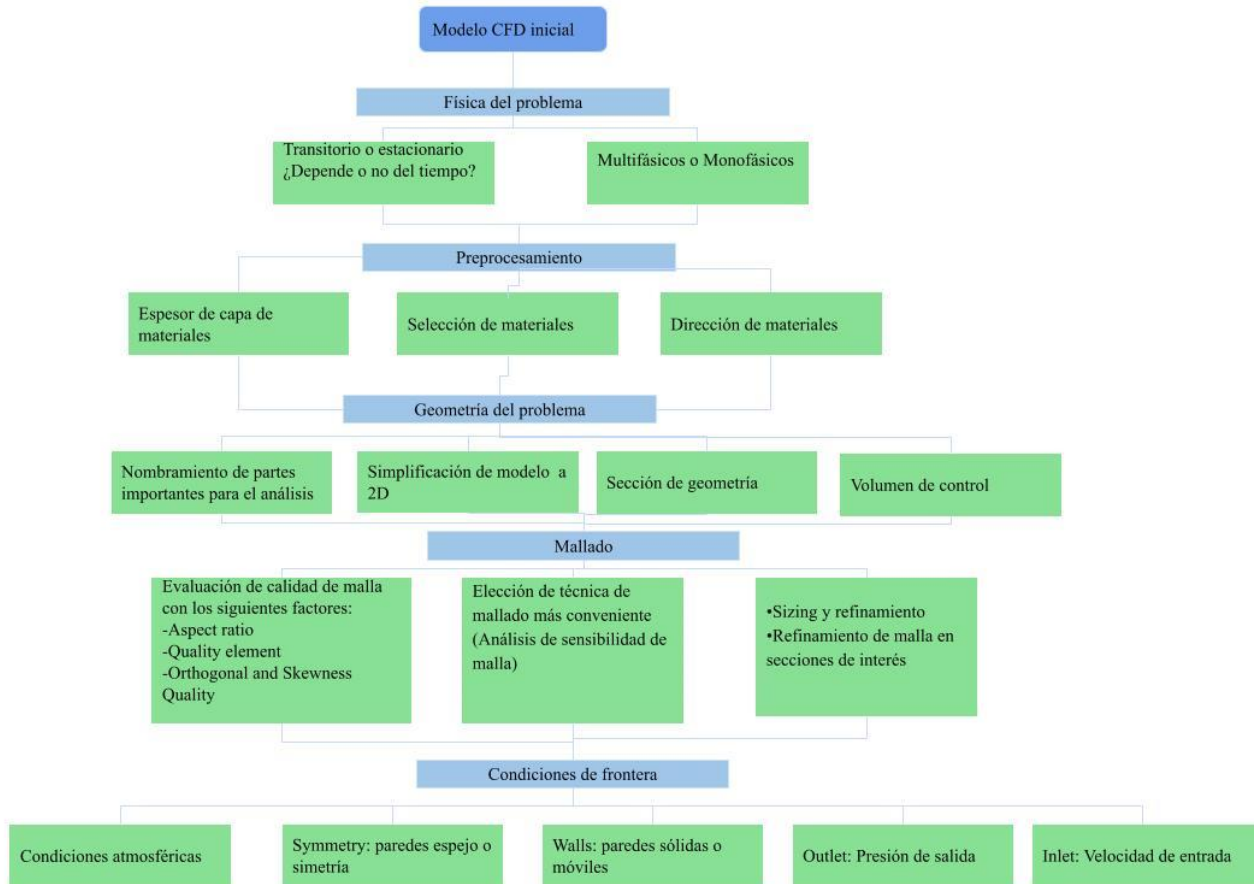 Modelo CFD inicial
Física del problema
Transitorio o estacionario
¿Depende o no del tiempo?
Multifásicos o Monofásicos
Preprocesamiento
Espesor de capa de
materiales
Selección de materiales
Dirección de materiales
Geometría del problema
Nombramiento de partes
importantes para el análisis
Simplificación de modelo a
2D
Sección de geometría
Volumen de control
Mallado
Evaluación de calidad de malla
con los siguientes factores:
-Aspect ratio
-Quality element
-Orthogonal and Skewness
Quality
Elección de técnica de
mallado más conveniente
(Análisis de sensibilidad de
malla)
•Sizing y refinamiento
•Refinamiento de malla en
secciones de interés
Condiciones de frontera
Condiciones atmosféricas
Symmetry: paredes espejo o
simetría
Walls: paredes sólidas o
móviles
Outlet: Presión de salida
Inlet: Velocidad de entrada